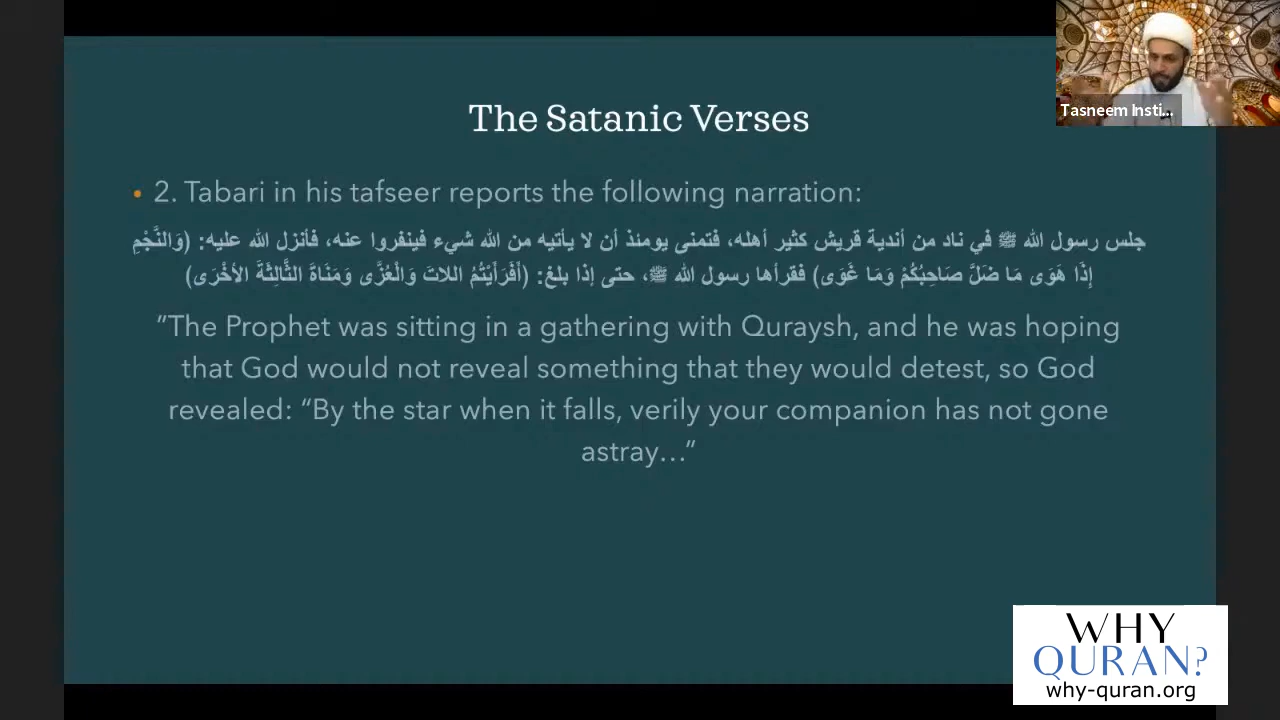 Tasneem Insti...
The Satanic Verses
• 2. Tabari in his tafseer reports the following narration:
جلس رسول الله ﷺ في ناد من أندية قريش كثير أهله، فتمنى يومئذ أن لا يأتيه من الله شيء فينفروا عنه، فأنزل الله عليه: (وَالنَّجْمِ
إِذَا هَوَى مَا ضَلَّ صَاحِبُكُمْ وَمَا غَوَى) فقرأها رسول الله ﷺ، حتى إذا بلغ: (أَفَرَأَيْتُمُ اللاتَ وَالْعُزَّى وَمَنَاةَ الثَّالِثَةَ الأخْرَى)
“The Prophet was sitting in a gathering with Quraysh, and he was hoping
that God would not reveal something that they would detest, so God
revealed: “By the star when it falls, verily your companion has not gone
astray…”
WHY
QURAN?
why-quran.org